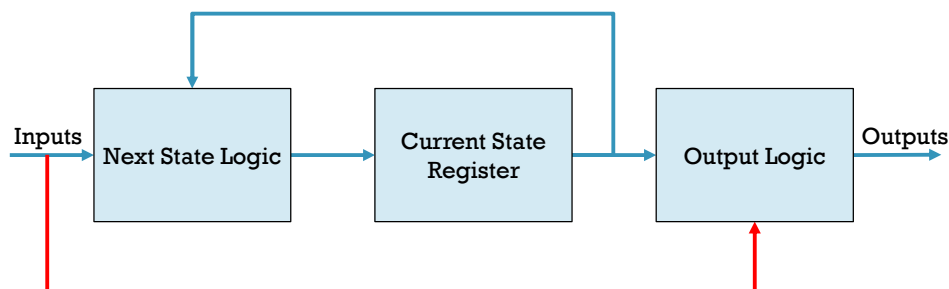 Inputs
Next State Logic
Current State
Register
Output Logic
Outputs